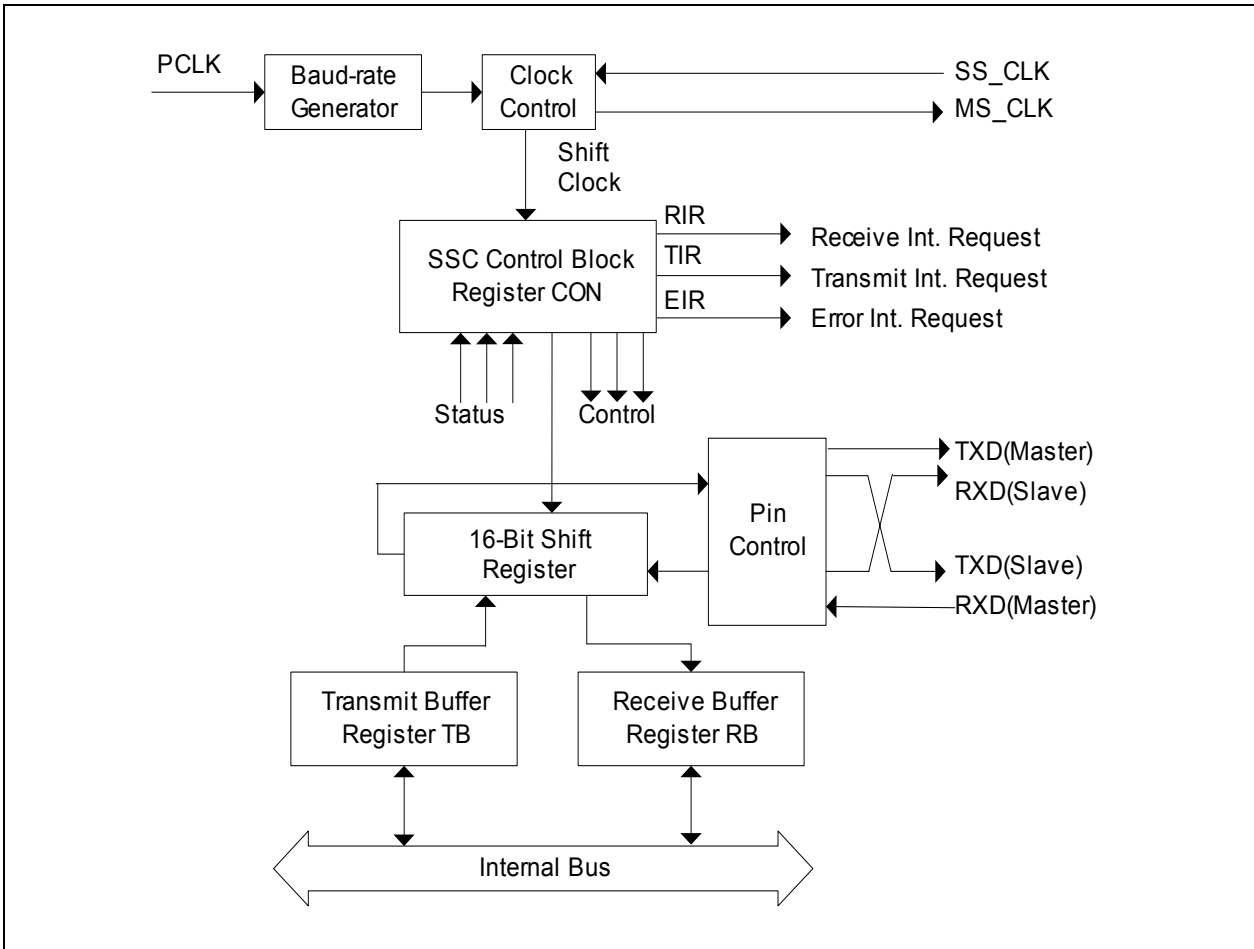 PCLK
Baud-rate
Generator
Clock
Control
SS_CLK
MS_CLK
Shift
Clock
SSC Control Block
Register CON
RIR
Receive Int. Request
TIR
Transmit Int. Request
EIR
Error Int. Request
Status
Control
Pin
Control
TXD(Master)
RXD(Slave)
TXD(Slave)
RXD(Master)
16-Bit Shift
Register
Transmit Buffer
Register TB
Receive Buffer
Register RB
Internal Bus